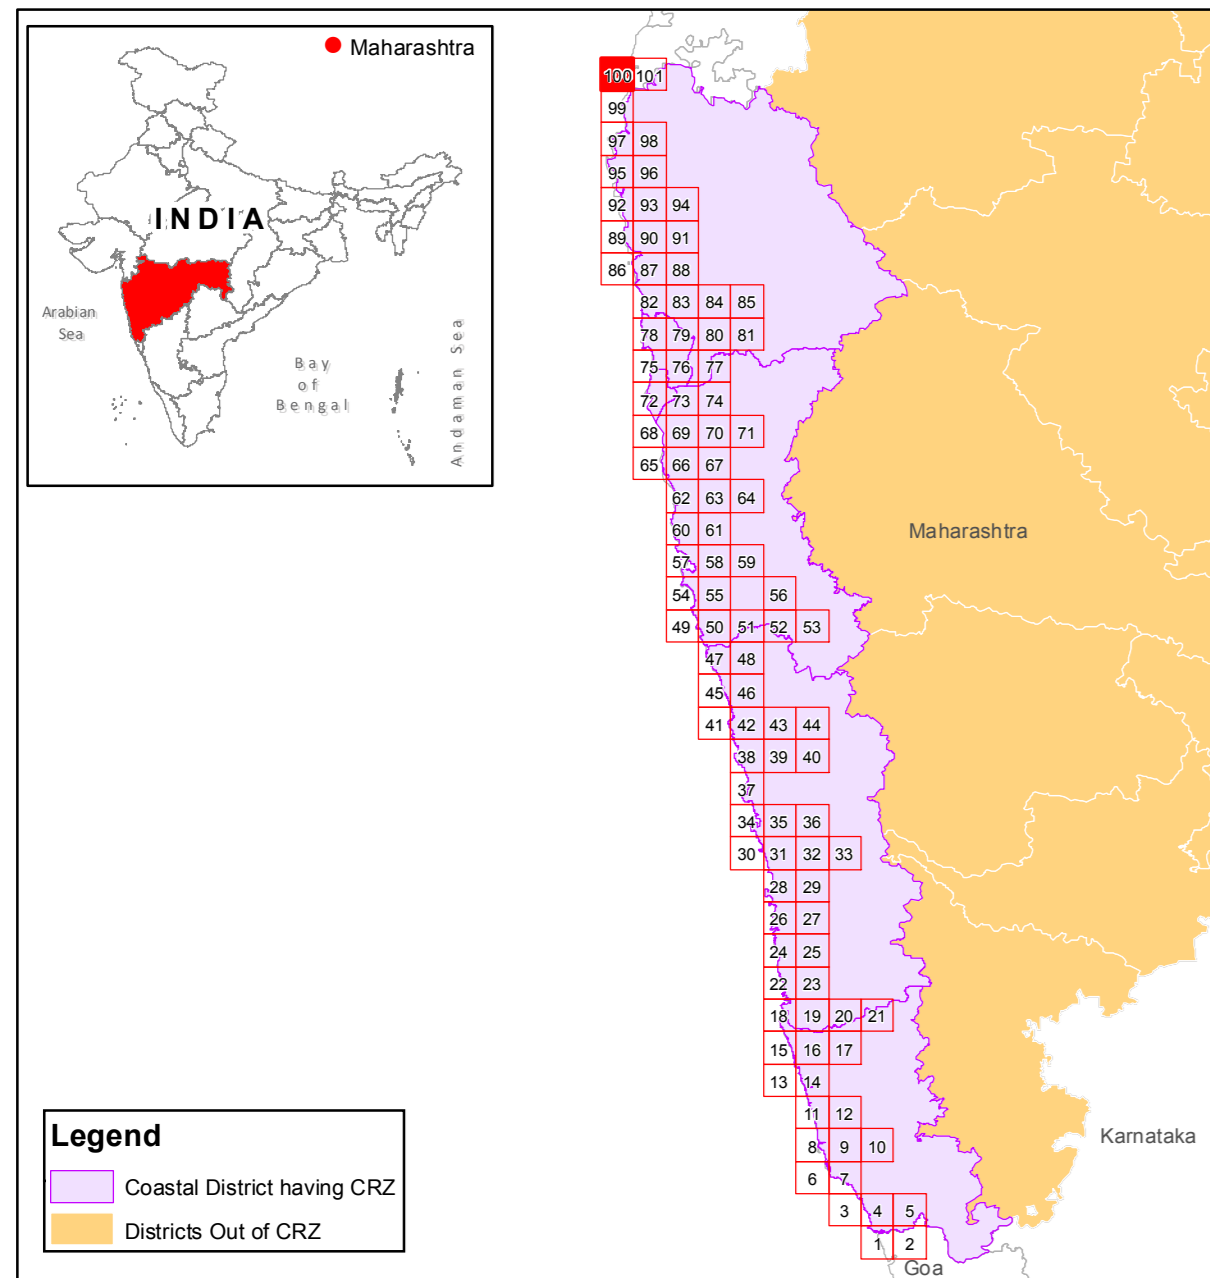 Maharashtra
INDIA
Arabian
Sea
Bay
of
Bengal
Andaman Sea
100 101
99
97 98
95 96
92 93 94
89 90 91
86 87 88
82 83 84 85
78 79 80 81
75 76 77
72 73 74
68 69 70 71
65 66 67
62 63 64
Maharashtra
60 61
57 58 59
54 55 56
49 50 51 52 53
47 48
45 46
41 42 43 44
38 39 40
37
34 35 36
30 31 32 33
28 29
26 27
24 25
22 23
18 19 20 21
15 16 17
13 14
11 12
8 9 10
Karnataka
6 7
3 4 5
1 2
Goa
Legend
Coastal District having CRZ
Districts Out of CRZ